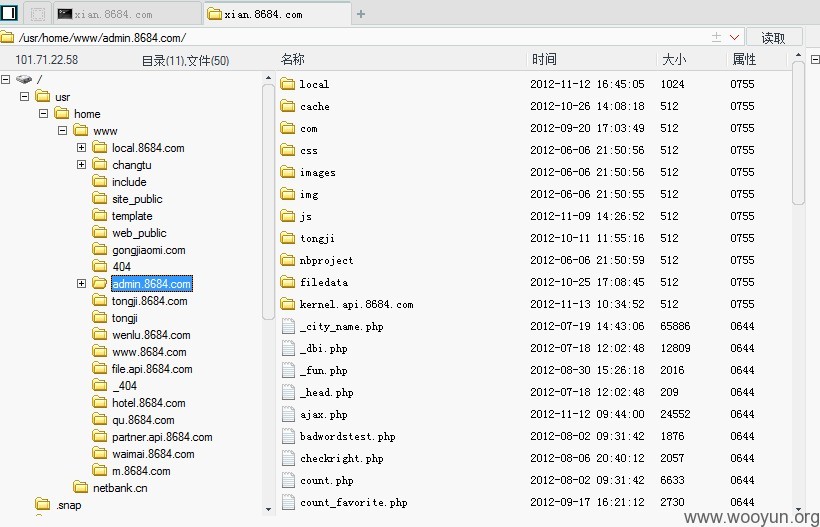 xian.8684.com xian.8684.com
/usr/home/www/admin.8684.com/ 读取
101.71.22.58 目录(11),文件(50) 名称 时间 大小 属性
/
usr
home
www
local.8684.com
changtu
include
site_public
template
web_public
gongjiaomi.com
404
admin.8684.com
tongji.8684.com
tongji
wenlu.8684.com
www.8684.com
file.api.8684.com
_404
hotel.8684.com
qu.8684.com
partner.api.8684.com
waimai.8684.com
m.8684.com
netbank.cn
.snap
local 2012-11-12 16:45:05 1024 0755
cache 2012-10-26 14:08:18 512 0755
com 2012-09-20 17:03:49 512 0755
css 2012-06-06 21:50:56 512 0755
images 2012-06-06 21:50:56 512 0755
img 2012-06-06 21:50:55 512 0755
js 2012-11-09 14:26:52 512 0755
tongji 2012-10-11 11:55:16 512 0755
nbproject 2012-06-06 21:50:59 512 0755
filedata 2012-10-25 17:08:45 512 0755
kernel.api.8684.com 2012-11-13 10:34:52 512 0755
_city_name.php 2012-07-19 14:43:06 65886 0644
_dbi.php 2012-07-18 12:02:48 12809 0644
_fun.php 2012-08-30 15:26:18 2016 0644
_head.php 2012-07-18 12:02:48 209 0644
ajax.php 2012-11-12 09:44:00 24552 0644
badwordstest.php 2012-08-02 09:31:42 1876 0644
checkright.php 2012-08-06 20:40:12 2057 0644
count.php 2012-08-02 09:31:42 6633 0644
count_favorite.php 2012-09-17 16:21:12 2730 0644
www.wooyun.org